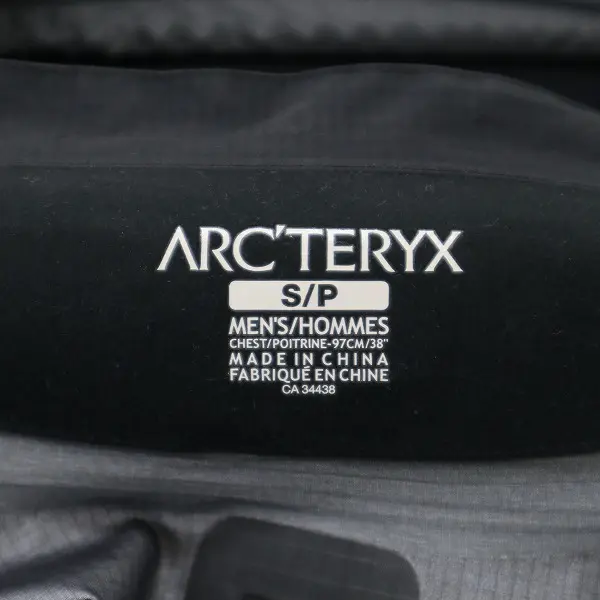 ARC'TERYX
S/P
MEN'S/HOMMES
CHEST/POITRINE-97CM/38"
MADE IN CHINA
FABRIQUÉ EN CHINE
CA 34438